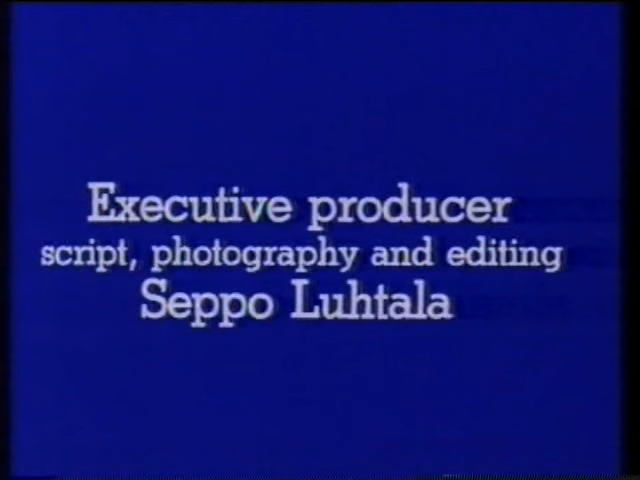 Executive producer
script, photography and editing
Seppo Luhtala